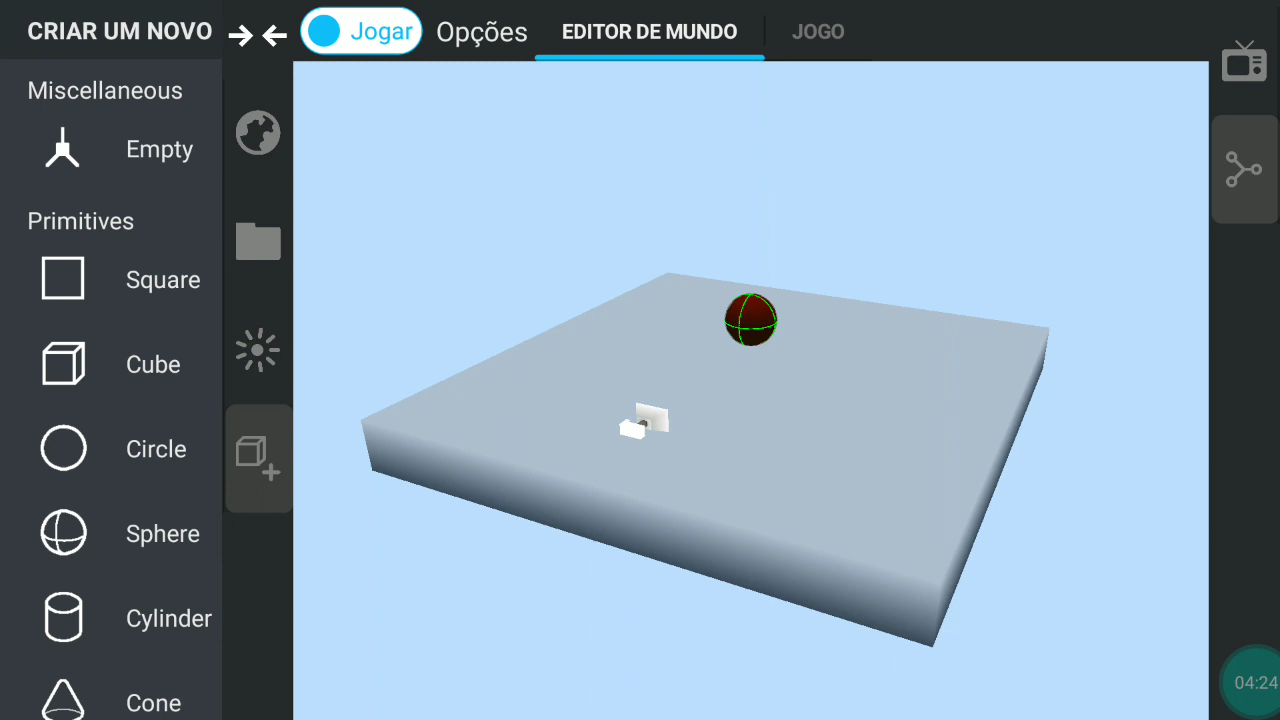 CRIAR UM NOVO
Jogar
Opções
EDITOR DE MUNDO
JOGO
Miscellaneous
Empty
Primitives
Square
Cube
Circle
Sphere
Cylinder
Cone
04:24